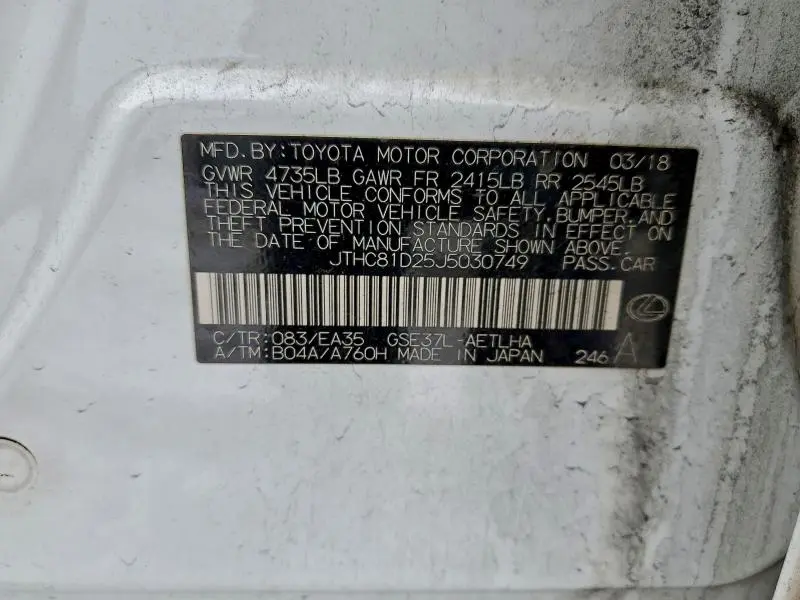 MFD. BY: TOYOTA MOTOR CORPORATION 03/18
GVWR 4735LB GAWR FR 2415LB RR 2545LB
THIS VEHICLE CONFORMS TO ALL APPLICABLE
FEDERAL MOTOR VEHICLE SAFETY, BUMPER, AND
THEFT PREVENTION STANDARDS IN EFFECT ON
THE DATE OF MANUFACTURE SHOWN ABOVE.
JTHC81D25J5030749 PASS. CAR
C/TR: 083/EA35 GSE37L-AETLHA
A/TM: B04A/A760H MADE IN JAPAN 246 A